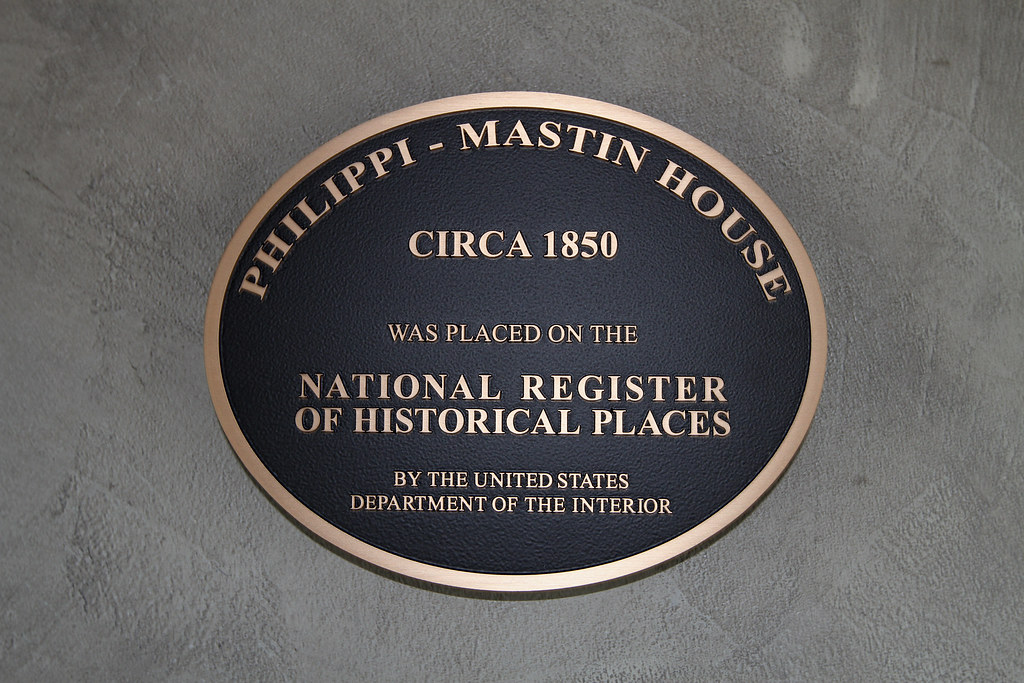 PHILIPPI - MASTIN HOUSE
CIRCA 1850
WAS PLACED ON THE
NATIONAL REGISTER
OF HISTORICAL PLACES
BY THE UNITED STATES
DEPARTMENT OF THE INTERIOR